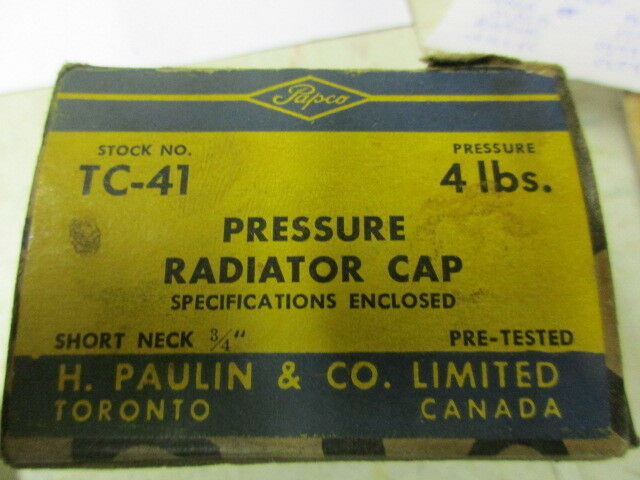 Papco
STOCK NO. PRESSURE
TC-41 4 lbs.
PRESSURE
RADIATOR CAP
SPECIFICATIONS ENCLOSED
SHORT NECK 3/4" PRE-TESTED
H. PAULIN & CO. LIMITED
TORONTO CANADA